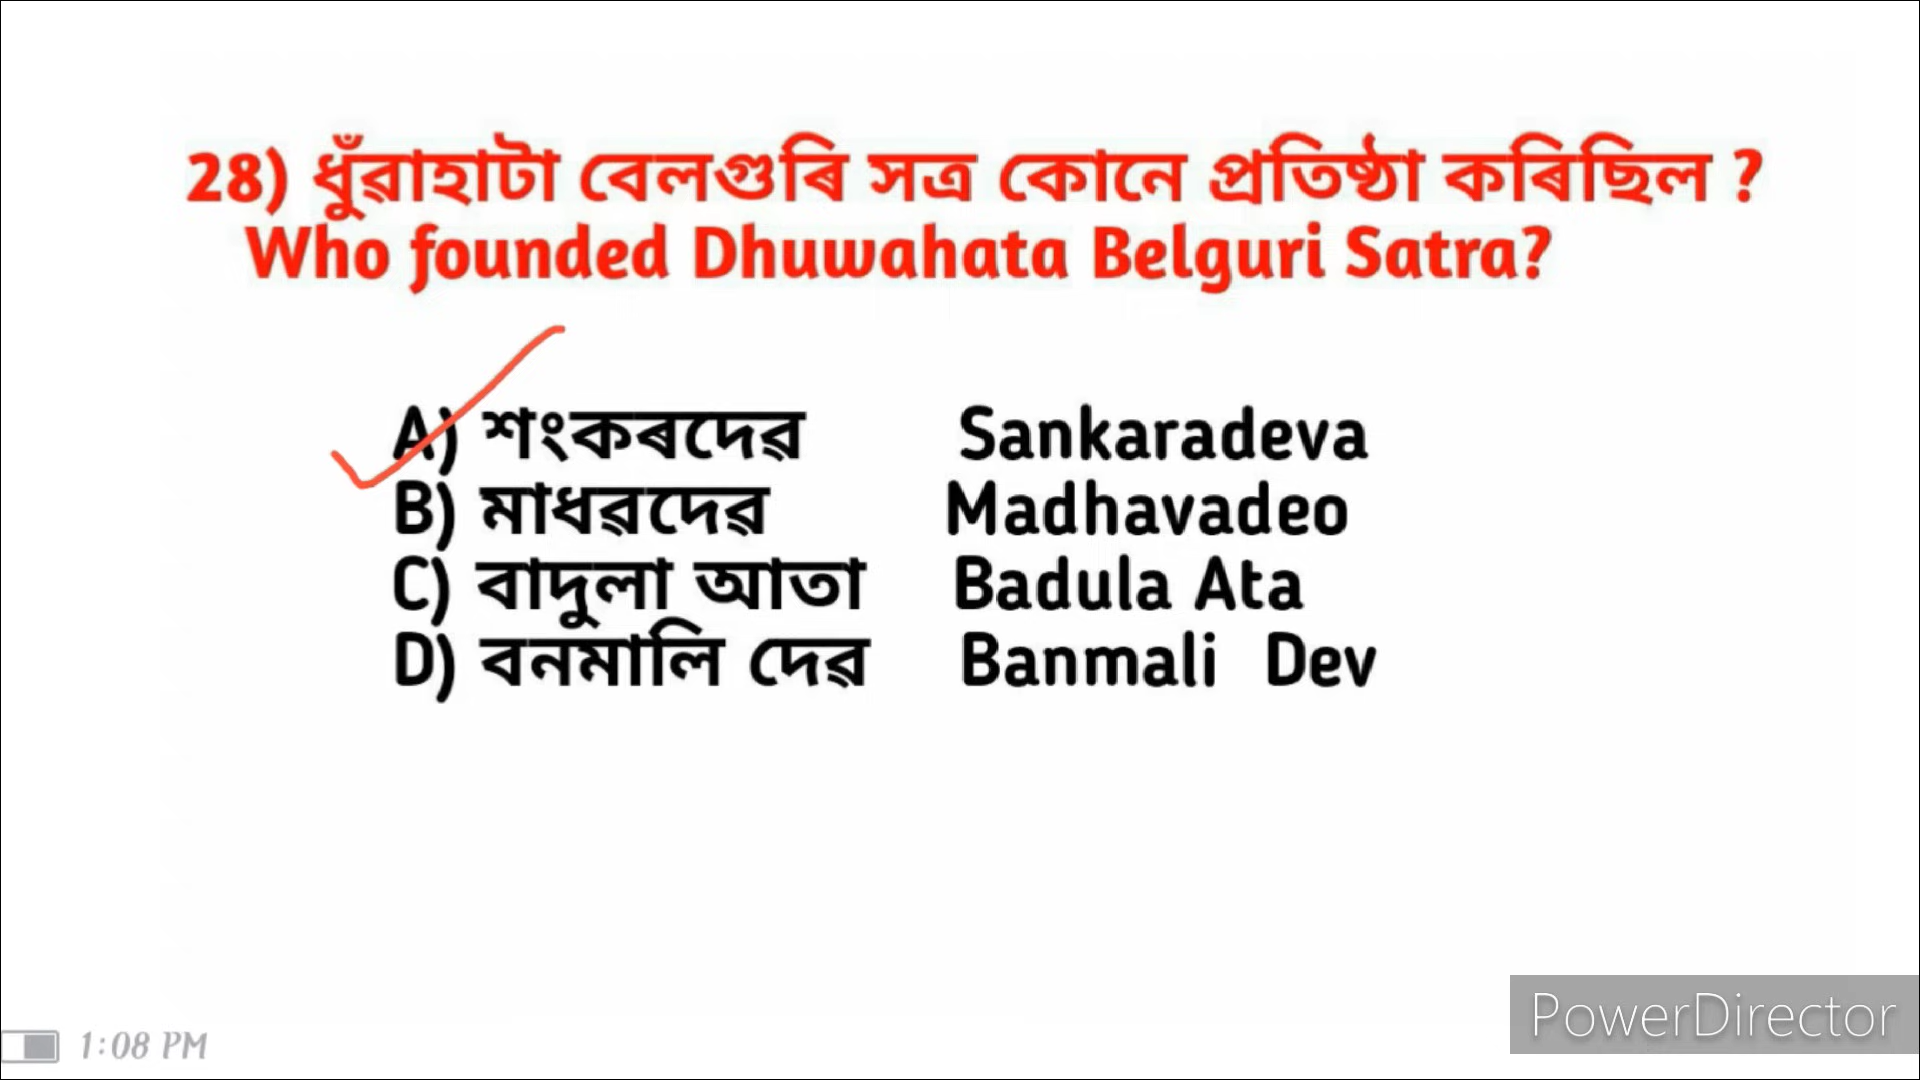 28) ধুঁৱাহাটা বেলগুৰি সত্ৰ কোনে প্ৰতিষ্ঠা কৰিছিল ?
Who founded Dhuwahata Belguri Satra?
A) শংকৰদেৱ Sankaradeva
B) মাধৱদেৱ Madhavadeo
C) বাদুলা আতা Badula Ata
D) বনমালি দেৱ Banmali Dev
PowerDirector
1:08 PM